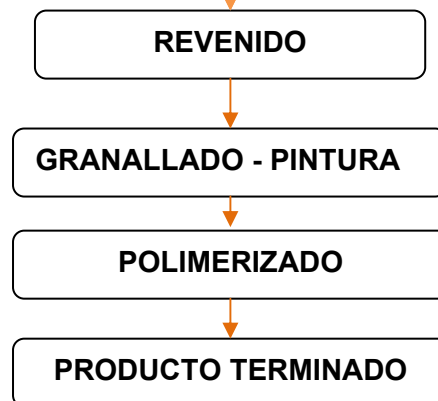 REVENIDO
GRANALLADO - PINTURA
POLIMERIZADO
PRODUCTO TERMINADO